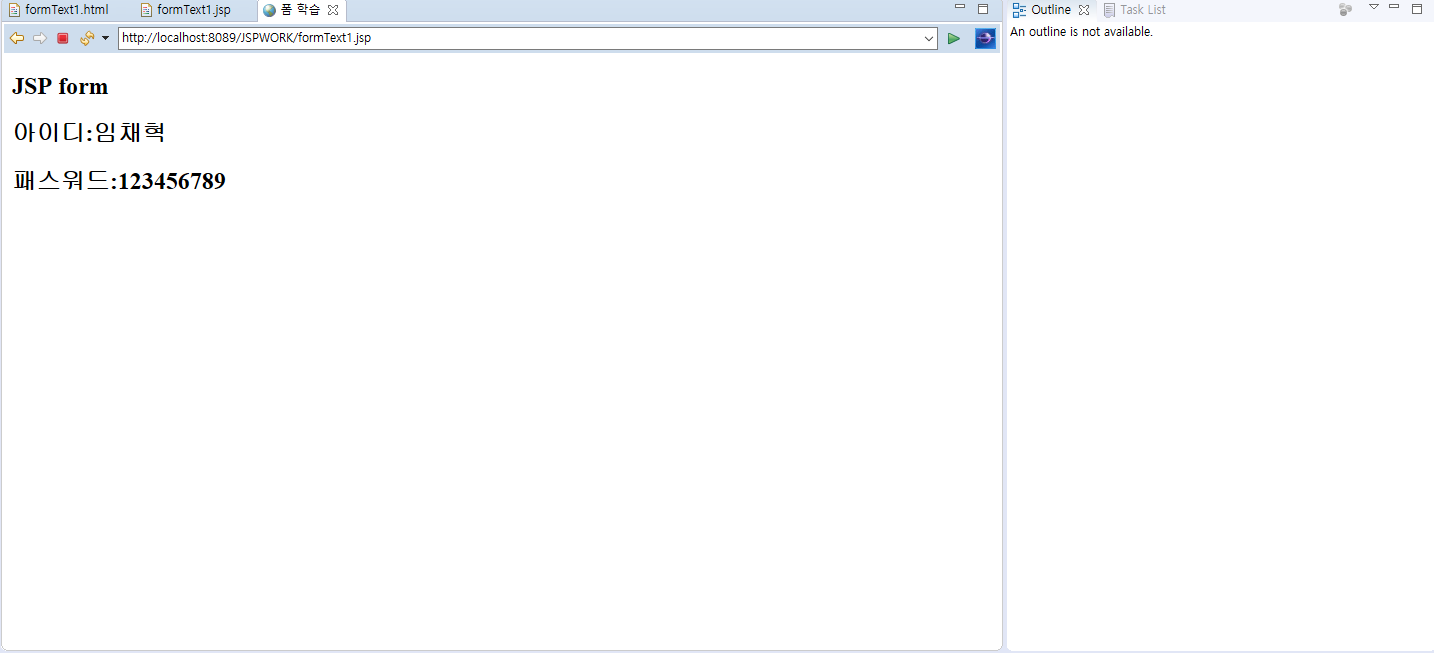 formText1.html formText1.jsp 폼 학습
http://localhost:8089/JSPWORK/formText1.jsp
JSP form
아이디:임채혁
패스워드:123456789
Outline Task List
An outline is not available.